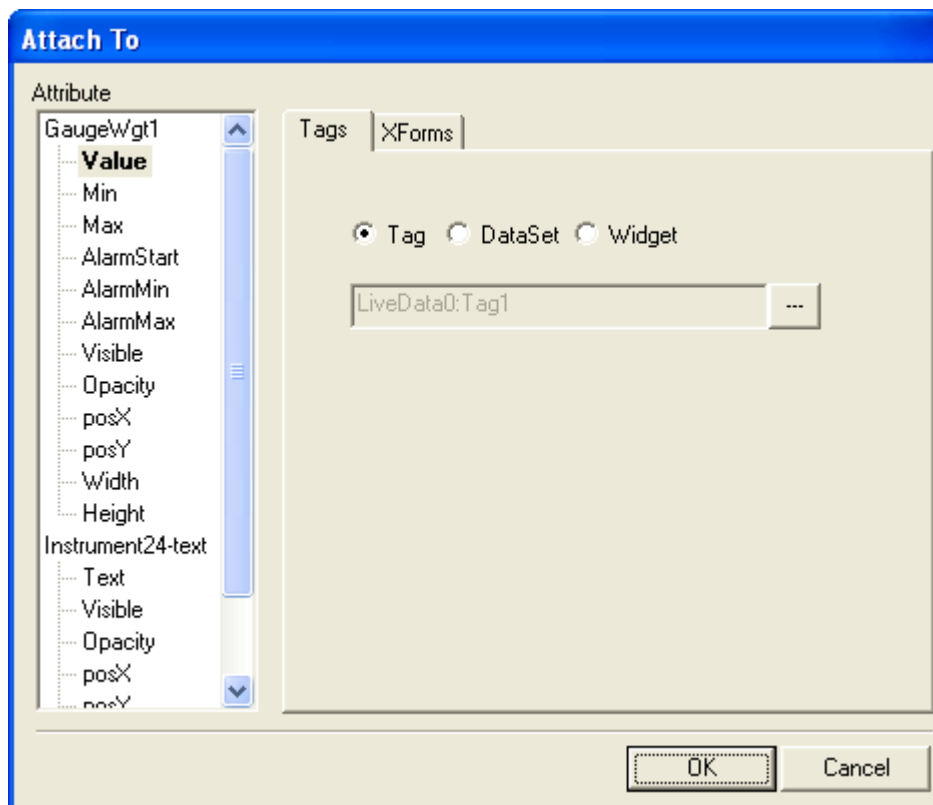 Attach To
Attribute
GaugeWgt1
Value
Min
Max
AlarmStart
AlarmMin
AlarmMax
Visible
Opacity
posX
posY
Width
Height
Instrument24-text
Text
Visible
Opacity
posX
posY
Tags XForms
Tag DataSet Widget
LiveData0:Tag1 ---
OK Cancel